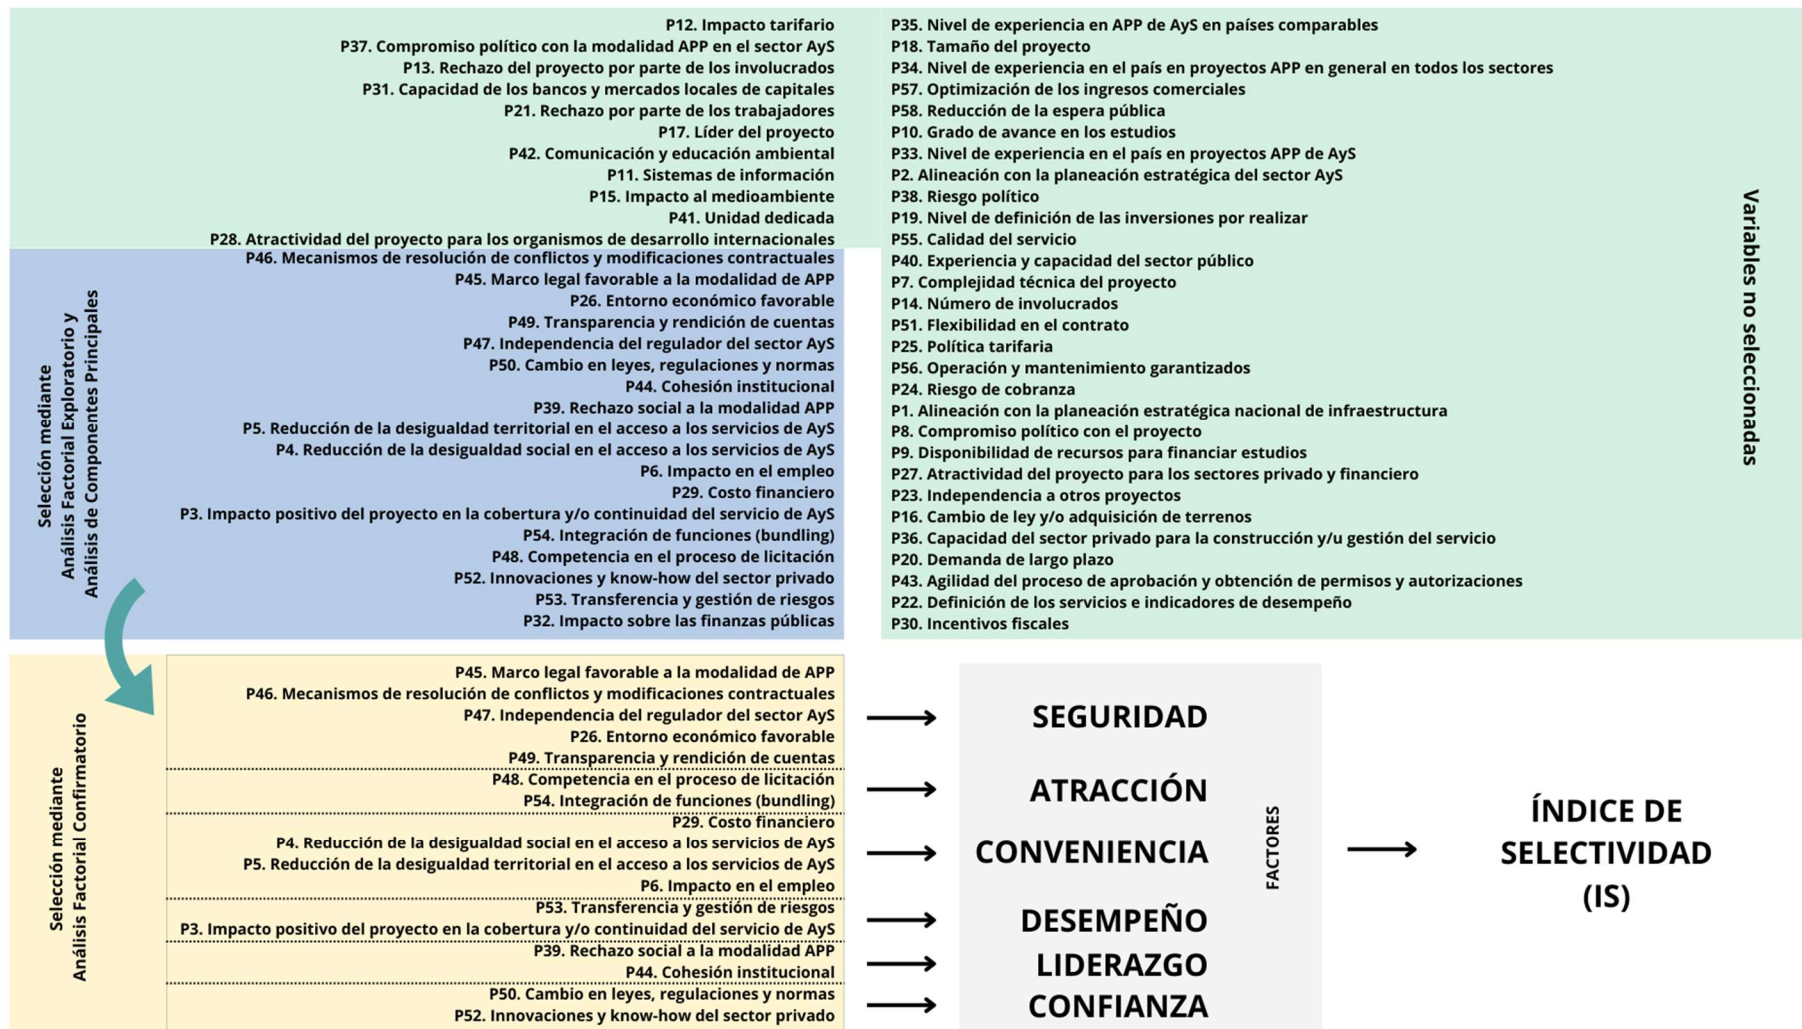 P12. Impacto tarifario
P37. Compromiso político con la modalidad APP en el sector AyS
P13. Rechazo del proyecto por parte de los involucrados
P31. Capacidad de los bancos y mercados locales de capitales
P21. Rechazo por parte de los trabajadores
P17. Líder del proyecto
P42. Comunicación y educación ambiental
P11. Sistemas de información
P15. Impacto al medioambiente
P41. Unidad dedicada
P28. Atractividad del proyecto para los organismos de desarrollo internacionales
P35. Nivel de experiencia en APP de AyS en países comparables
P18. Tamaño del proyecto
P34. Nivel de experiencia en el país en proyectos APP en general en todos los sectores
P57. Optimización de los ingresos comerciales
P58. Reducción de la espera pública
P10. Grado de avance en los estudios
P33. Nivel de experiencia en el país en proyectos APP de AyS
P2. Alineación con la planeación estratégica del sector AyS
P38. Riesgo político
P19. Nivel de definición de las inversiones por realizar
P55. Calidad del servicio
P40. Experiencia y capacidad del sector público
P7. Complejidad técnica del proyecto
P14. Número de involucrados
P51. Flexibilidad en el contrato
P25. Política tarifaria
P56. Operación y mantenimiento garantizados
P24. Riesgo de cobranza
P1. Alineación con la planeación estratégica nacional de infraestructura
P8. Compromiso político con el proyecto
P9. Disponibilidad de recursos para financiar estudios
P27. Atractividad del proyecto para los sectores privado y financiero
P23. Independencia a otros proyectos
P16. Cambio de ley y/o adquisición de terrenos
P36. Capacidad del sector privado para la construcción y/u gestión del servicio
P20. Demanda de largo plazo
P43. Agilidad del proceso de aprobación y obtención de permisos y autorizaciones
P22. Definición de los servicios e indicadores de desempeño
P30. Incentivos fiscales
Variables no seleccionadas
Selección mediante
Análisis Factorial Exploratorio y
Análisis de Componentes Principales
P46. Mecanismos de resolución de conflictos y modificaciones contractuales
P45. Marco legal favorable a la modalidad de APP
P26. Entorno económico favorable
P49. Transparencia y rendición de cuentas
P47. Independencia del regulador del sector AyS
P50. Cambio en leyes, regulaciones y normas
P44. Cohesión institucional
P39. Rechazo social a la modalidad APP
P5. Reducción de la desigualdad territorial en el acceso a los servicios de AyS
P4. Reducción de la desigualdad social en el acceso a los servicios de AyS
P6. Impacto en el empleo
P29. Costo financiero
P3. Impacto positivo del proyecto en la cobertura y/o continuidad del servicio de AyS
P54. Integración de funciones (bundling)
P48. Competencia en el proceso de licitación
P52. Innovaciones y know-how del sector privado
P53. Transferencia y gestión de riesgos
P32. Impacto sobre las finanzas públicas
Selección mediante
Análisis Factorial Confirmatorio
P45. Marco legal favorable a la modalidad de APP
P46. Mecanismos de resolución de conflictos y modificaciones contractuales
P47. Independencia del regulador del sector AyS
P26. Entorno económico favorable
P49. Transparencia y rendición de cuentas
P48. Competencia en el proceso de licitación
P54. Integración de funciones (bundling)
P29. Costo financiero
P4. Reducción de la desigualdad social en el acceso a los servicios de AyS
P5. Reducción de la desigualdad territorial en el acceso a los servicios de AyS
P6. Impacto en el empleo
P53. Transferencia y gestión de riesgos
P3. Impacto positivo del proyecto en la cobertura y/o continuidad del servicio de AyS
P39. Rechazo social a la modalidad APP
P44. Cohesión institucional
P50. Cambio en leyes, regulaciones y normas
P52. Innovaciones y know-how del sector privado
SEGURIDAD
ATRACCIÓN
CONVENIENCIA
DESEMPEÑO
LIDERAZGO
CONFIANZA
FACTORES
ÍNDICE DE
SELECTIVIDAD
(IS)